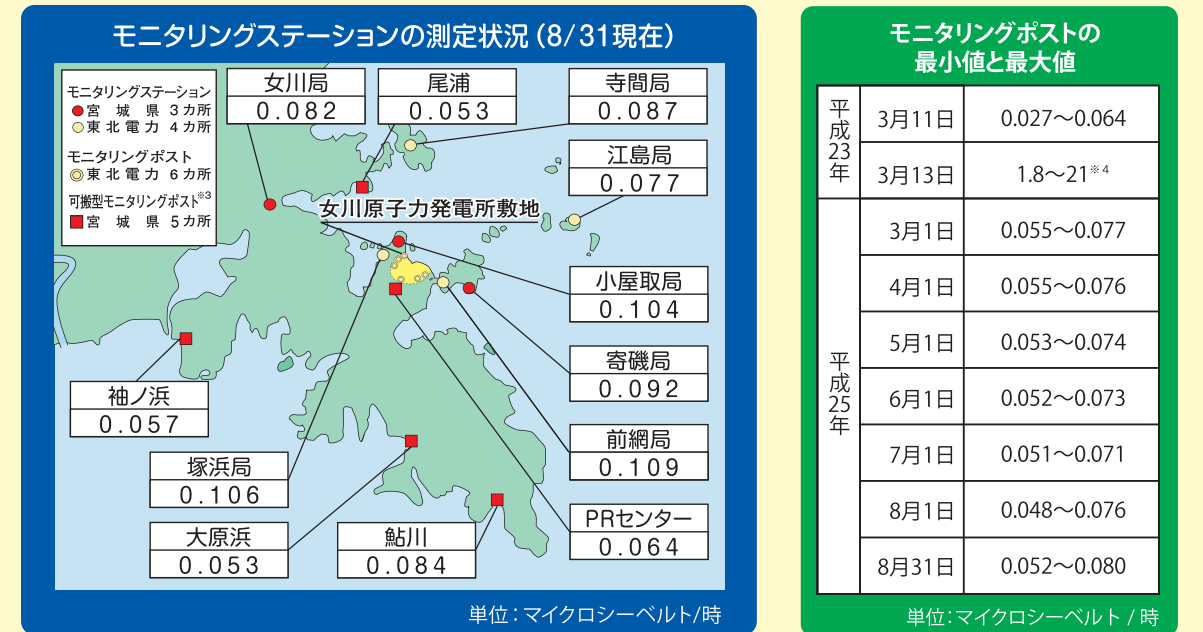 モニタリングステーションの測定状況(8/31現在)
モニタリングステーション
宮城県 3カ所
東北電力 4カ所
モニタリングポスト
東北電力 6カ所
可搬型モニタリングポスト※3
宮城県 5カ所
女川局
0.082
尾浦
0.053
寺間局
0.087
江島局
0.077
女川原子力発電所敷地
小屋取局
0.104
寄磯局
0.092
前網局
0.109
PRセンター
0.064
袖ノ浜
0.057
塚浜局
0.106
大原浜
0.053
鮎川
0.084
単位:マイクロシーベルト/時
モニタリングポストの
最小値と最大値
平成23年
3月11日 0.027〜0.064
3月13日 1.8〜21※4
平成25年
3月1日 0.055〜0.077
4月1日 0.055〜0.076
5月1日 0.053〜0.074
6月1日 0.052〜0.073
7月1日 0.051〜0.071
8月1日 0.048〜0.076
8月31日 0.052〜0.080
単位:マイクロシーベルト / 時